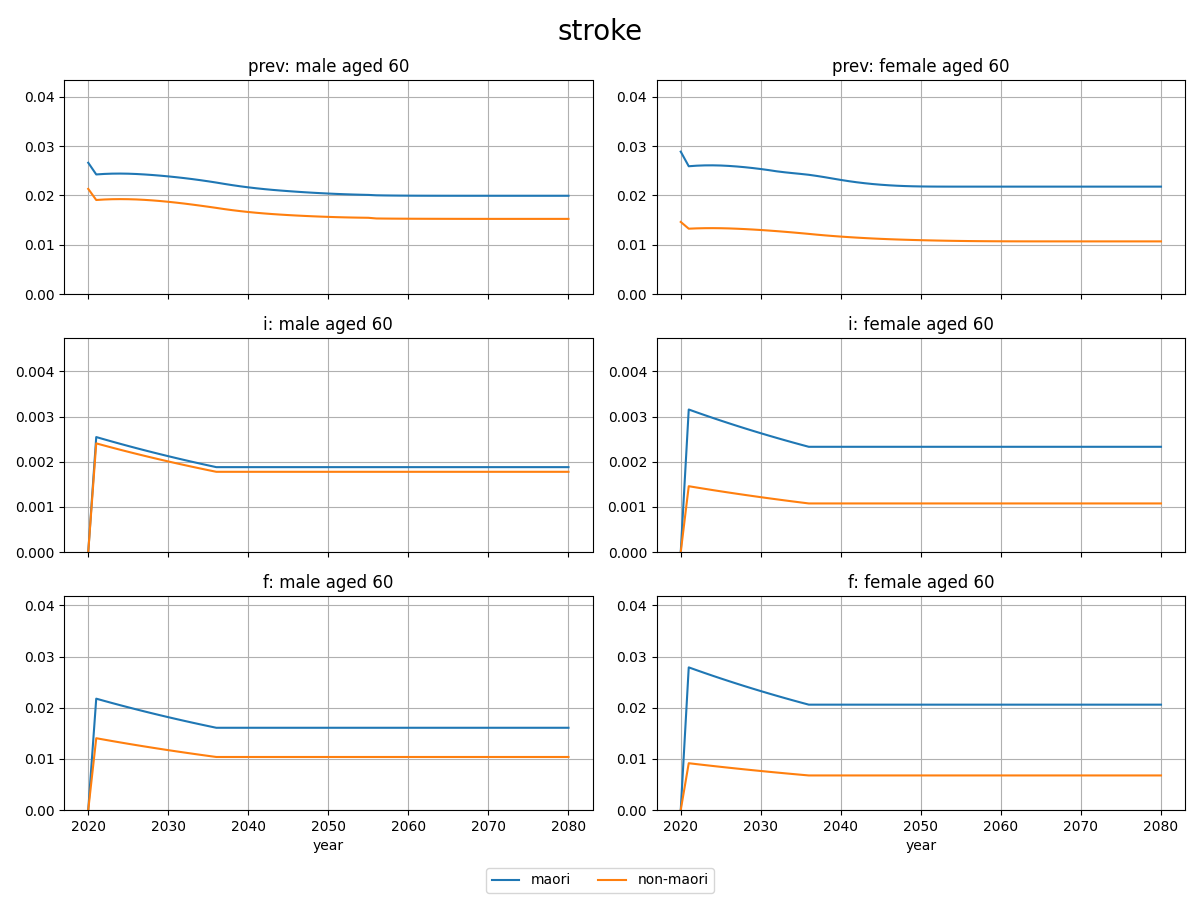 stroke
prev: male aged 60
0.04
0.03
0.02
0.01
0.00
prev: female aged 60
0.04
0.03
0.02
0.01
0.00
i: male aged 60
0.004
0.003
0.002
0.001
0.000
i: female aged 60
0.004
0.003
0.002
0.001
0.000
f: male aged 60
0.04
0.03
0.02
0.01
0.00
2020 2030 2040 2050 2060 2070 2080
year
f: female aged 60
0.04
0.03
0.02
0.01
0.00
2020 2030 2040 2050 2060 2070 2080
year
maori non-maori